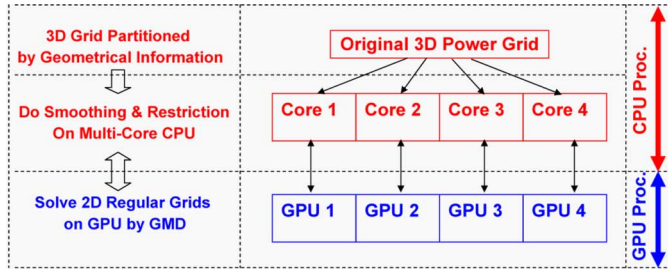 3D Grid Partitioned
by Geometrical Information
Do Smoothing & Restriction
On Multi-Core CPU
Solve 2D Regular Grids
on GPU by GMD
Original 3D Power Grid
Core 1 Core 2 Core 3 Core 4
GPU 1 GPU 2 GPU 3 GPU 4
CPU Proc.
GPU Proc.